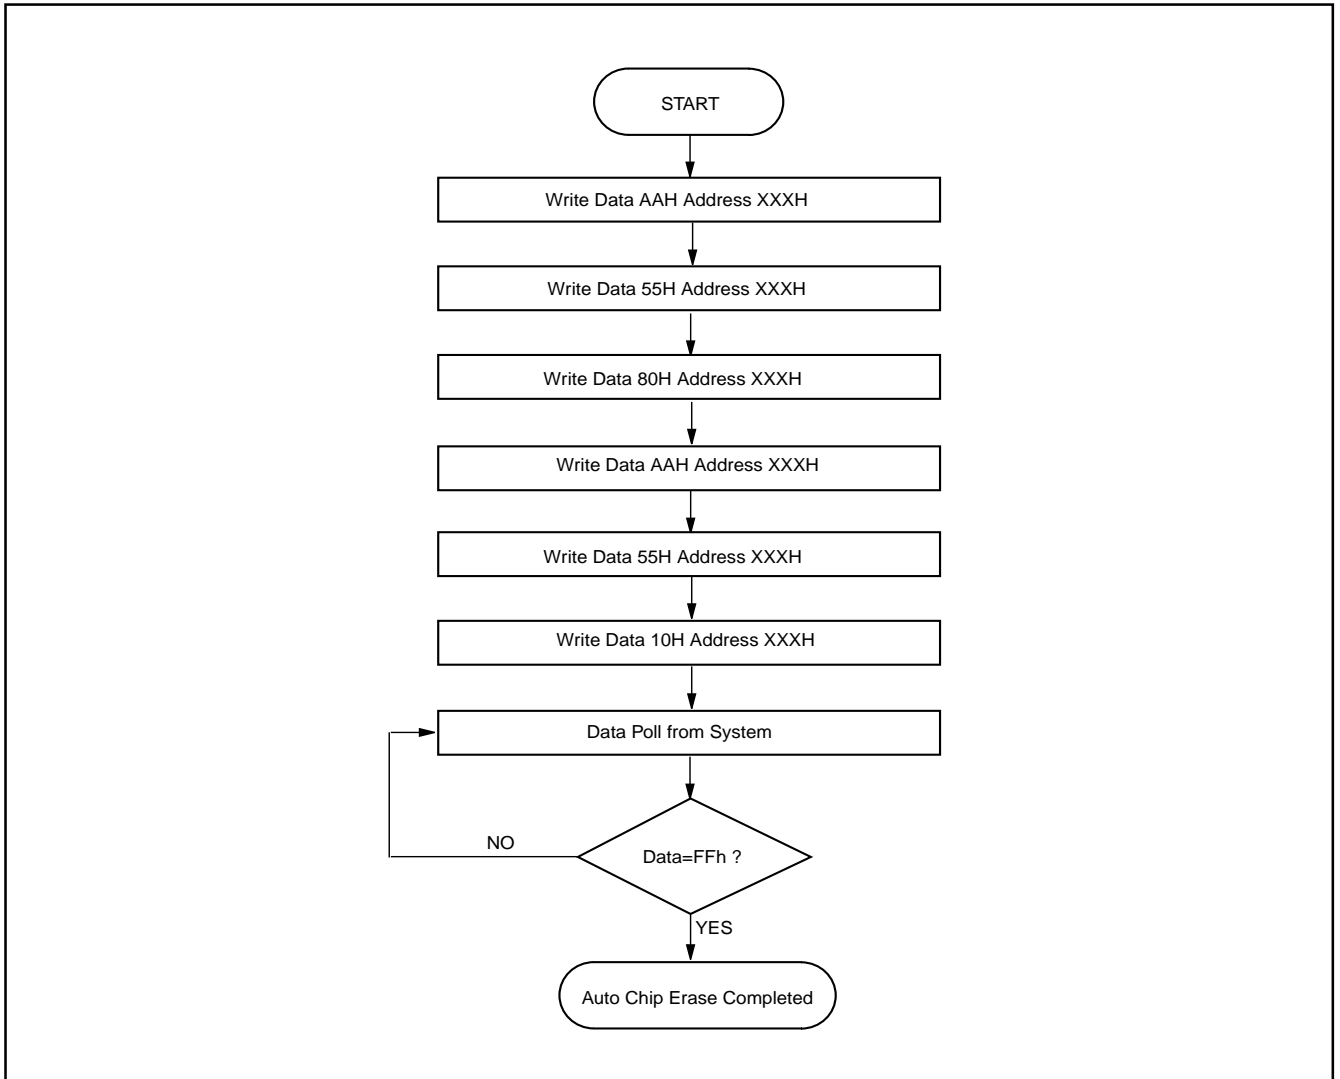 START
Write Data AAH Address XXXH
Write Data 55H Address XXXH
Write Data 80H Address XXXH
Write Data AAH Address XXXH
Write Data 55H Address XXXH
Write Data 10H Address XXXH
Data Poll from System
NO
Data=FFh ?
YES
Auto Chip Erase Completed